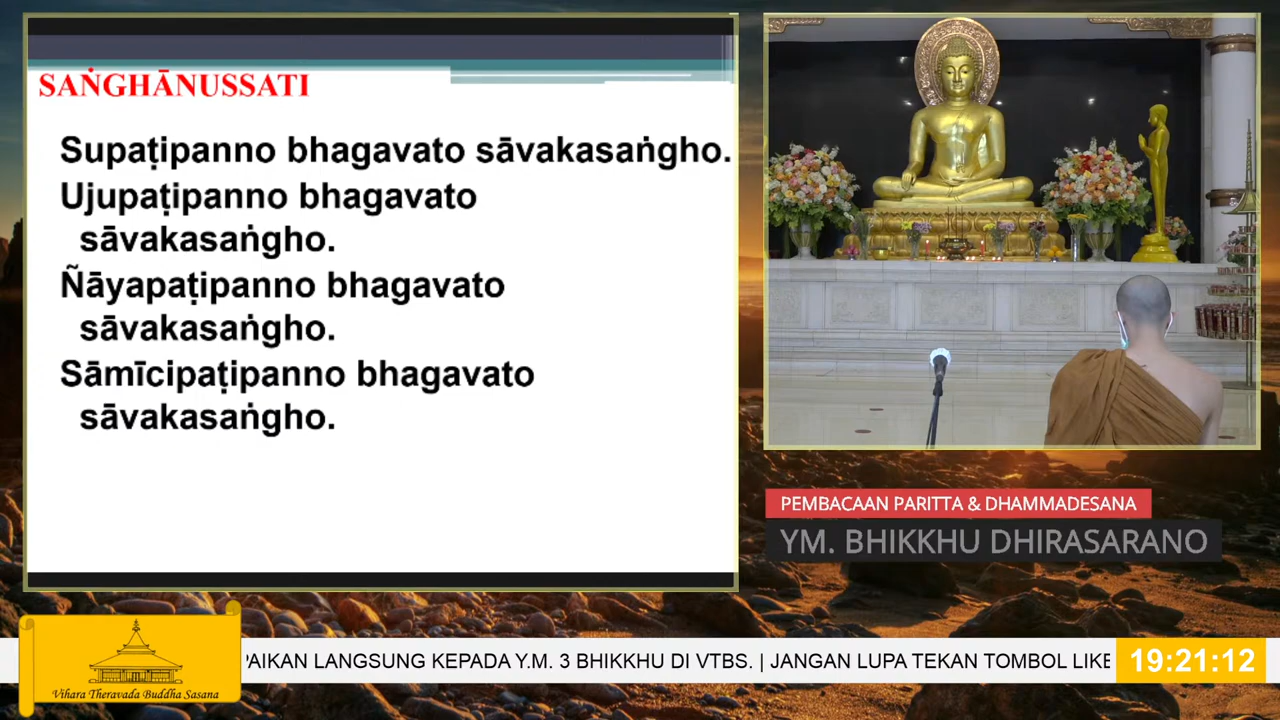 SAṄGHĀNUSSATI
Supaṭipanno bhagavato sāvakasaṅgho.
Ujupaṭipanno bhagavato
sāvakasaṅgho.
Ñāyapaṭipanno bhagavato
sāvakasaṅgho.
Sāmīcipaṭipanno bhagavato
sāvakasaṅgho.
PEMBACAAN PARITTA & DHAMMADESANA
YM. BHIKKHU DHIRASARANO
Vihara Theravada Buddha Sasana
PAIKAN LANGSUNG KEPADA Y.M. 3 BHIKKHU DI VTBS. | JANGAN LUPA TEKAN TOMBOL LIKE
19:21:12